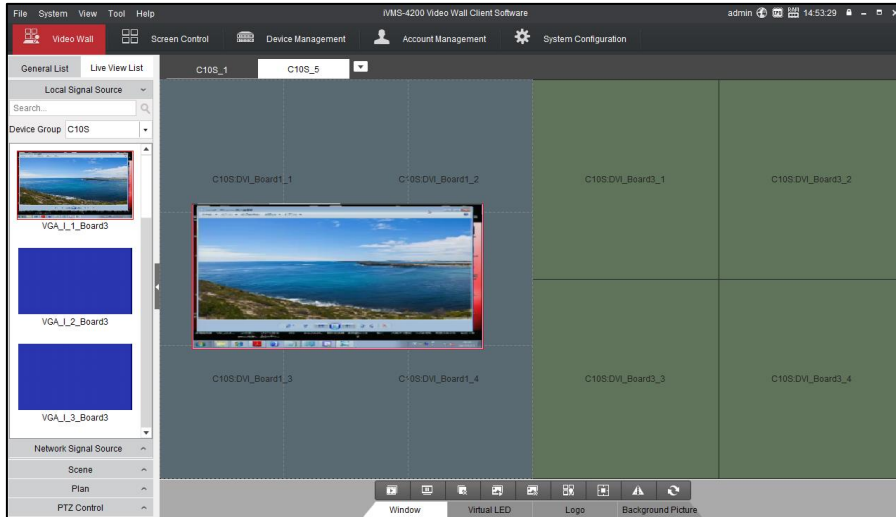 File System View Tool Help iVMS-4200 Video Wall Client Software admin 14:53:29
Video Wall Screen Control Device Management Account Management System Configuration
General List Live View List C10S_1 C10S_5
Local Signal Source
Search...
Device Group C10S
VGA_I_1_Board3
VGA_I_2_Board3
VGA_I_3_Board3
C10S:DVI_Board1_1 C10S:DVI_Board1_2 C10S:DVI_Board3_1 C10S:DVI_Board3_2
C10S:DVI_Board1_3 C10S:DVI_Board1_4 C10S:DVI_Board3_3 C10S:DVI_Board3_4
Network Signal Source
Scene
Plan
PTZ Control
Window Virtual LED Logo Background Picture